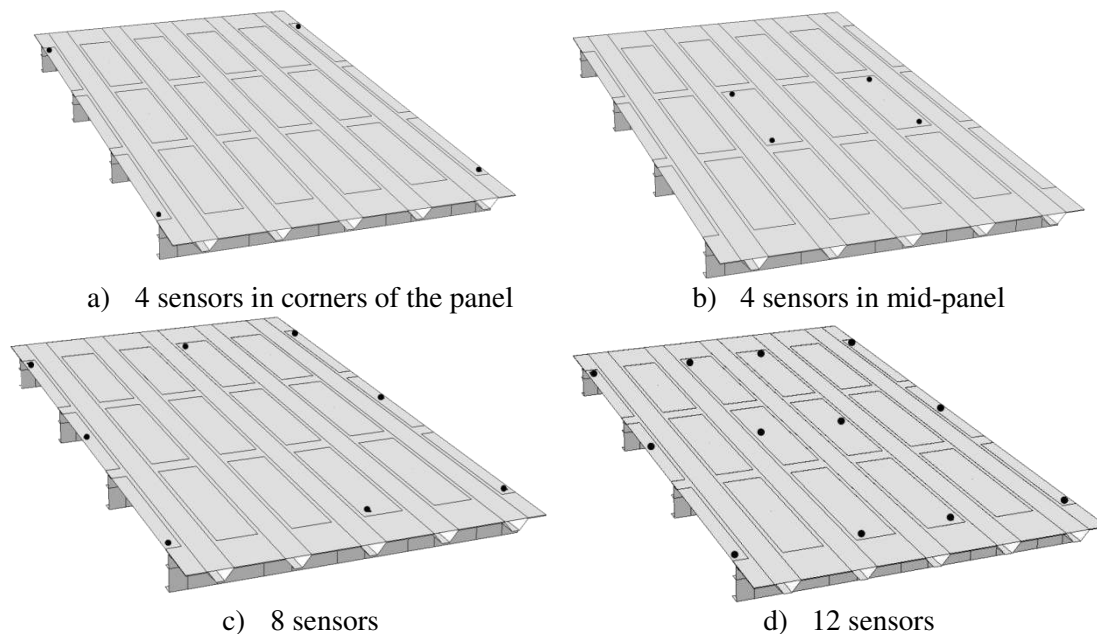 a) 4 sensors in corners of the panel
b) 4 sensors in mid-panel
c) 8 sensors
d) 12 sensors